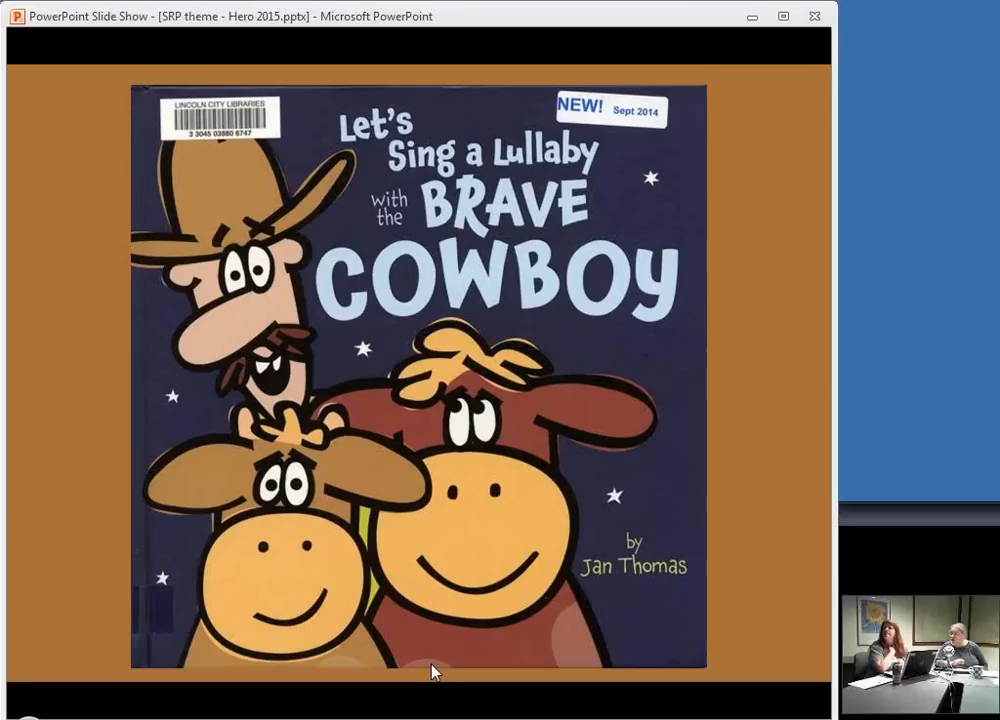 PowerPoint Slide Show - [SRP theme - Hero 2015.pptx] - Microsoft PowerPoint
LINCOLN CITY LIBRARIES
3 3045 03880 6747
NEW! Sept 2014
Let's
Sing a Lullaby
with the BRAVE
COWBOY
by
Jan Thomas